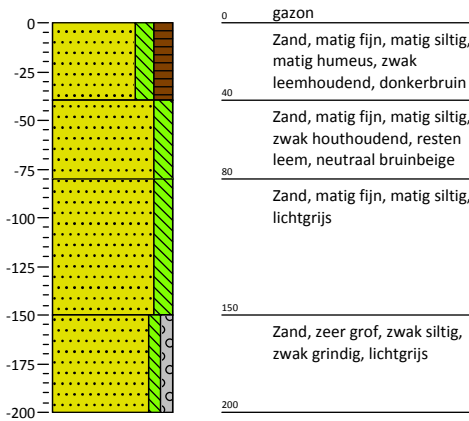 0
-25
-50
-75
-100
-125
-150
-175
-200
0
gazon
Zand, matig fijn, matig siltig,
matig humeus, zwak
leemhoudend, donkerbruin
40
Zand, matig fijn, matig siltig,
zwak houthoudend, resten
leem, neutraal bruinbeige
80
Zand, matig fijn, matig siltig,
lichtgrijs
150
Zand, zeer grof, zwak siltig,
zwak grindig, lichtgrijs
200